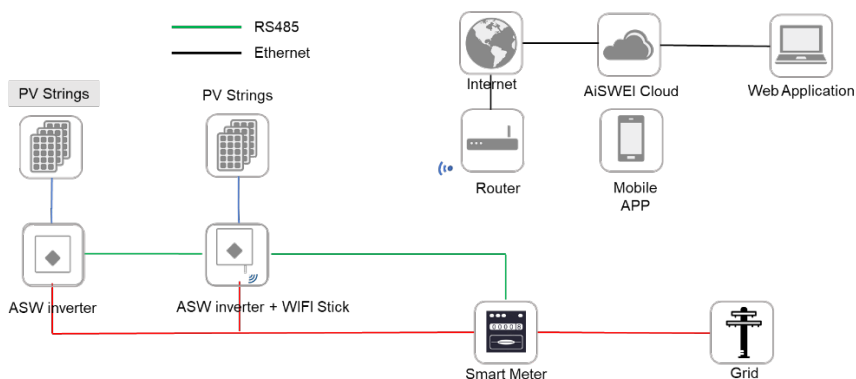 RS485
Ethernet
PV Strings
PV Strings
Internet
AiSWEI Cloud
Web Application
Router
Mobile
APP
ASW inverter
ASW inverter + WIFI Stick
Smart Meter
Grid